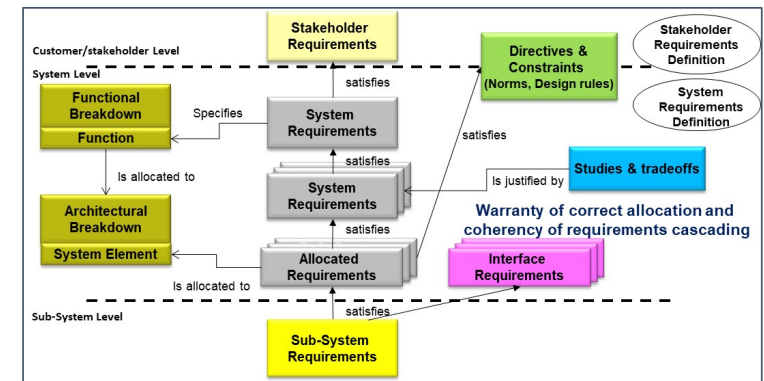 Stakeholder
Requirements
Customer/stakeholder Level
System Level
Directives &
Constraints
(Norms, Design rules)
Stakeholder
Requirements
Definition
System
Requirements
Definition
satisfies
Functional
Breakdown
Function
Specifies
System
Requirements
satisfies
satisfies
Is allocated to
System
Requirements
Is justified by
Studies & tradeoffs
Architectural
Breakdown
System Element
satisfies
Warranty of correct allocation and
coherency of requirements cascading
Allocated
Requirements
Interface
Requirements
Is allocated to
Sub-System Level
satisfies
Sub-System
Requirements